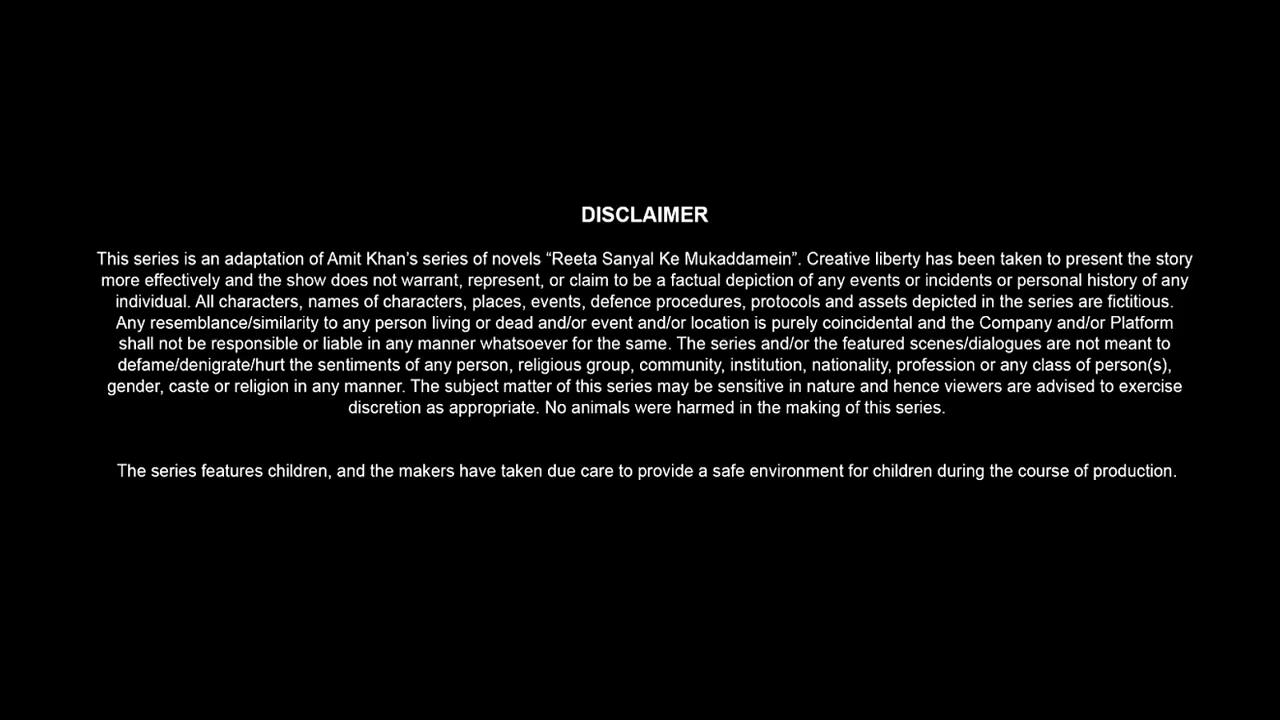 DISCLAIMER
This series is an adaptation of Amit Khan’s series of novels “Reeta Sanyal Ke Mukaddamein”. Creative liberty has been taken to present the story
more effectively and the show does not warrant, represent, or claim to be a factual depiction of any events or incidents or personal history of any
individual. All characters, names of characters, places, events, defence procedures, protocols and assets depicted in the series are fictitious.
Any resemblance/similarity to any person living or dead and/or event and/or location is purely coincidental and the Company and/or Platform
shall not be responsible or liable in any manner whatsoever for the same. The series and/or the featured scenes/dialogues are not meant to
defame/denigrate/hurt the sentiments of any person, religious group, community, institution, nationality, profession or any class of person(s),
gender, caste or religion in any manner. The subject matter of this series may be sensitive in nature and hence viewers are advised to exercise
discretion as appropriate. No animals were harmed in the making of this series.
The series features children, and the makers have taken due care to provide a safe environment for children during the course of production.